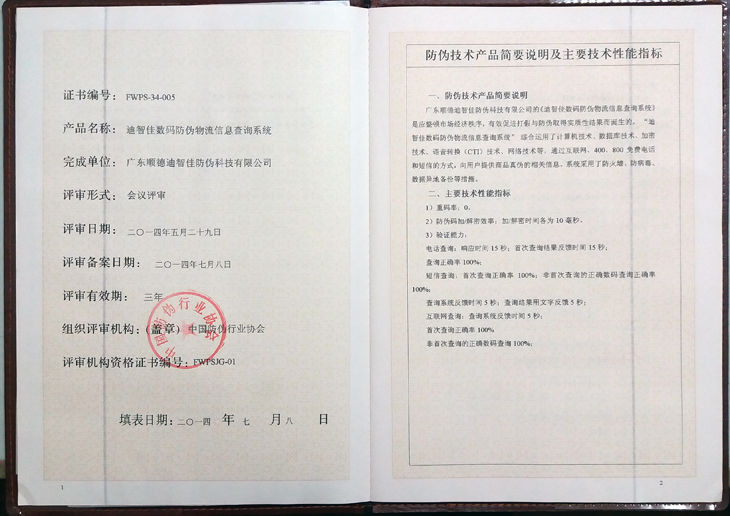 证书编号： FWPS-34-005
产品名称： 迪智佳数码防伪物流信息查询系统
完成单位： 广东顺德迪智佳防伪科技有限公司
评审形式： 会议评审
评审日期： 二〇一四年五月二十九日
评审备案日期： 二〇一四年七月八日
评审有效期： 三年
组织评审机构：（盖章） 中国防伪行业协会
评审机构资格证书编号：FWPSJG-01
中国防伪行业协会
填表日期：二〇一四 年 七 月 八 日
1
防伪技术产品简要说明及主要技术性能指标
一、防伪技术产品简要说明
广东顺德迪智佳防伪科技有限公司的《迪智佳数码防伪物流信息查询系统》
是应整顿市场经济秩序，有效促进打假与防伪取得实质性结果而诞生的。“迪
智佳数码防伪物流信息查询系统”综合运用了计算机技术、数据库技术、加密
技术、语音转换（CTI）技术、网络技术等，通过互联网、400、800 免费电话
和短信的方式，向用户提供商品真伪的相关信息。系统采用了防火墙、防病毒、
数据异地备份等措施。
二、主要技术性能指标
1）重码率：0。
2）防伪码加/解密效率：加/解密时间各为 10 毫秒。
3）验证能力：
电话查询：响应时间 15 秒；首次查询结果反馈时间 15 秒，
查询正确率 100%；
短信查询：首次查询正确率 100%；非首次查询的正确数码查询正确率
100%；
查询系统反馈时间 5 秒；查询结果用文字反馈 5 秒；
互联网查询：查询系统反馈时间 5 秒；
首次查询正确率 100%
非首次查询的正确数码查询 100%；
2